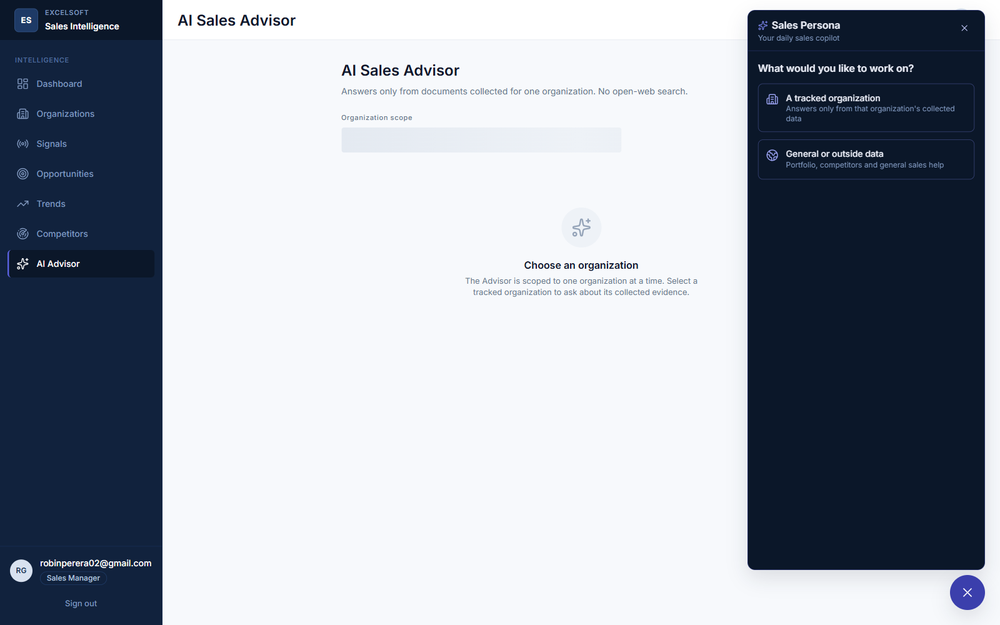 ES
EXCELSOFT
Sales Intelligence
INTELLIGENCE
Dashboard
Organizations
Signals
Opportunities
Trends
Competitors
AI Advisor
RG
robinperera02@gmail.com
Sales Manager
Sign out
AI Sales Advisor
AI Sales Advisor
Answers only from documents collected for one organization. No open-web search.
Organization scope
Choose an organization
The Advisor is scoped to one organization at a time. Select a
tracked organization to ask about its collected evidence.
Sales Persona
Your daily sales copilot
What would you like to work on?
A tracked organization
Answers only from that organization's collected
data
General or outside data
Portfolio, competitors and general sales help